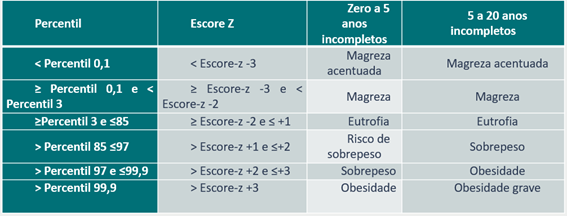 Percentil Escore Z Zero a 5 anos incompletos 5 a 20 anos incompletos
< Percentil 0,1 < Escore-z -3 Magreza acentuada Magreza acentuada
≥ Percentil 0,1 e < Percentil 3 ≥ Escore-z -3 e < Escore-z -2 Magreza Magreza
≥Percentil 3 e ≤85 ≥ Escore-z -2 e ≤ +1 Eutrofia Eutrofia
> Percentil 85 ≤97 > Escore-z +1 e ≤+2 Risco de sobrepeso Sobrepeso
> Percentil 97 e ≤99,9 > Escore-z +2 e ≤+3 Sobrepeso Obesidade
> Percentil 99,9 > Escore-z +3 Obesidade Obesidade grave